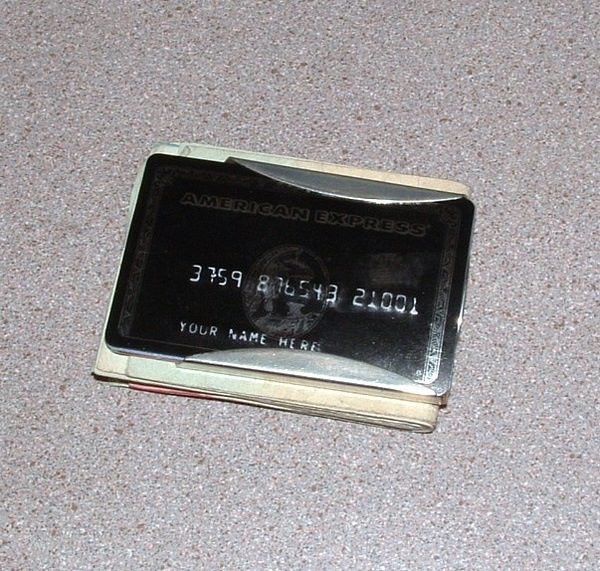 AMERICAN EXPRESS
3759 876543 21001
YOUR NAME HERE